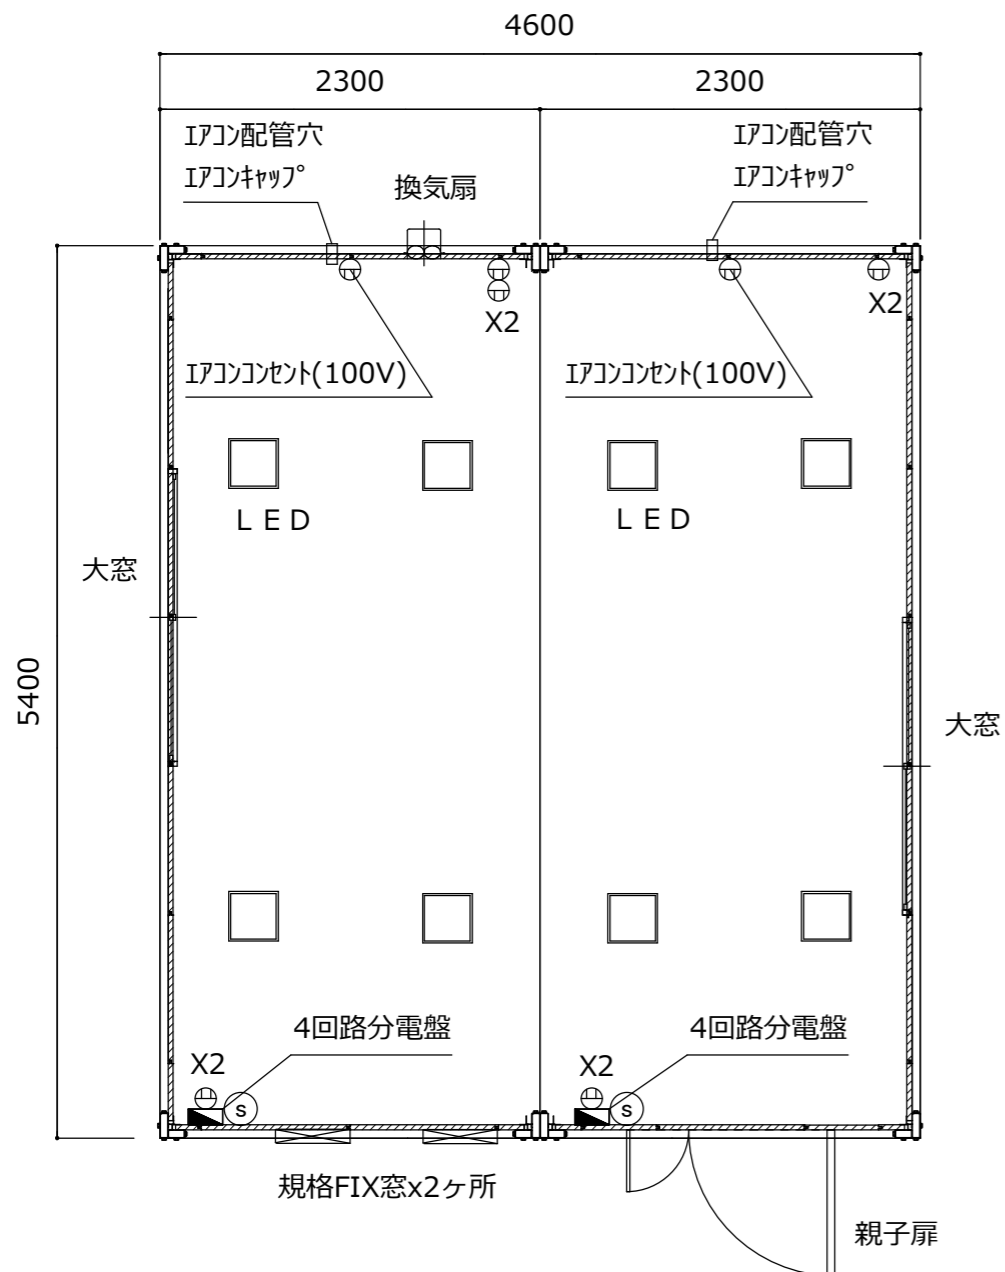 4600
2300
2300
ｴｱｺﾝ配管穴
ｴｱｺﾝｷｬｯﾌﾟ
換気扇
ｴｱｺﾝ配管穴
ｴｱｺﾝｷｬｯﾌﾟ
X2
X2
ｴｱｺﾝｺﾝｾﾝﾄ(100V)
ｴｱｺﾝｺﾝｾﾝﾄ(100V)
ＬＥＤ
ＬＥＤ
大窓
5400
大窓
4回路分電盤
4回路分電盤
X2
X2
S
S
規格FIX窓x2ヶ所
親子扉